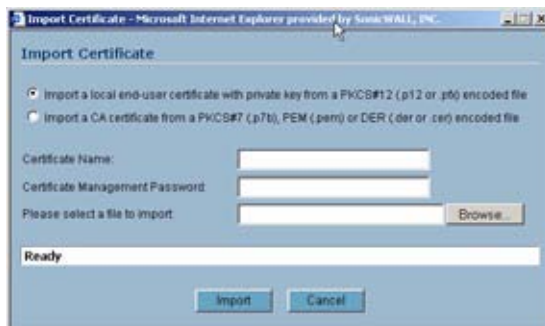 Import Certificate - Microsoft Internet Explorer provided by SonicWALL, INC.
Import Certificate
Import a local end-user certificate with private key from a PKCS#12 (.p12 or .pfx) encoded file
Import a CA certificate from a PKCS#7 (.p7b), PEM (.pem) or DER (.der or .cer) encoded file
Certificate Name:
Certificate Management Password:
Please select a file to import:
Browse...
Ready
Import Cancel